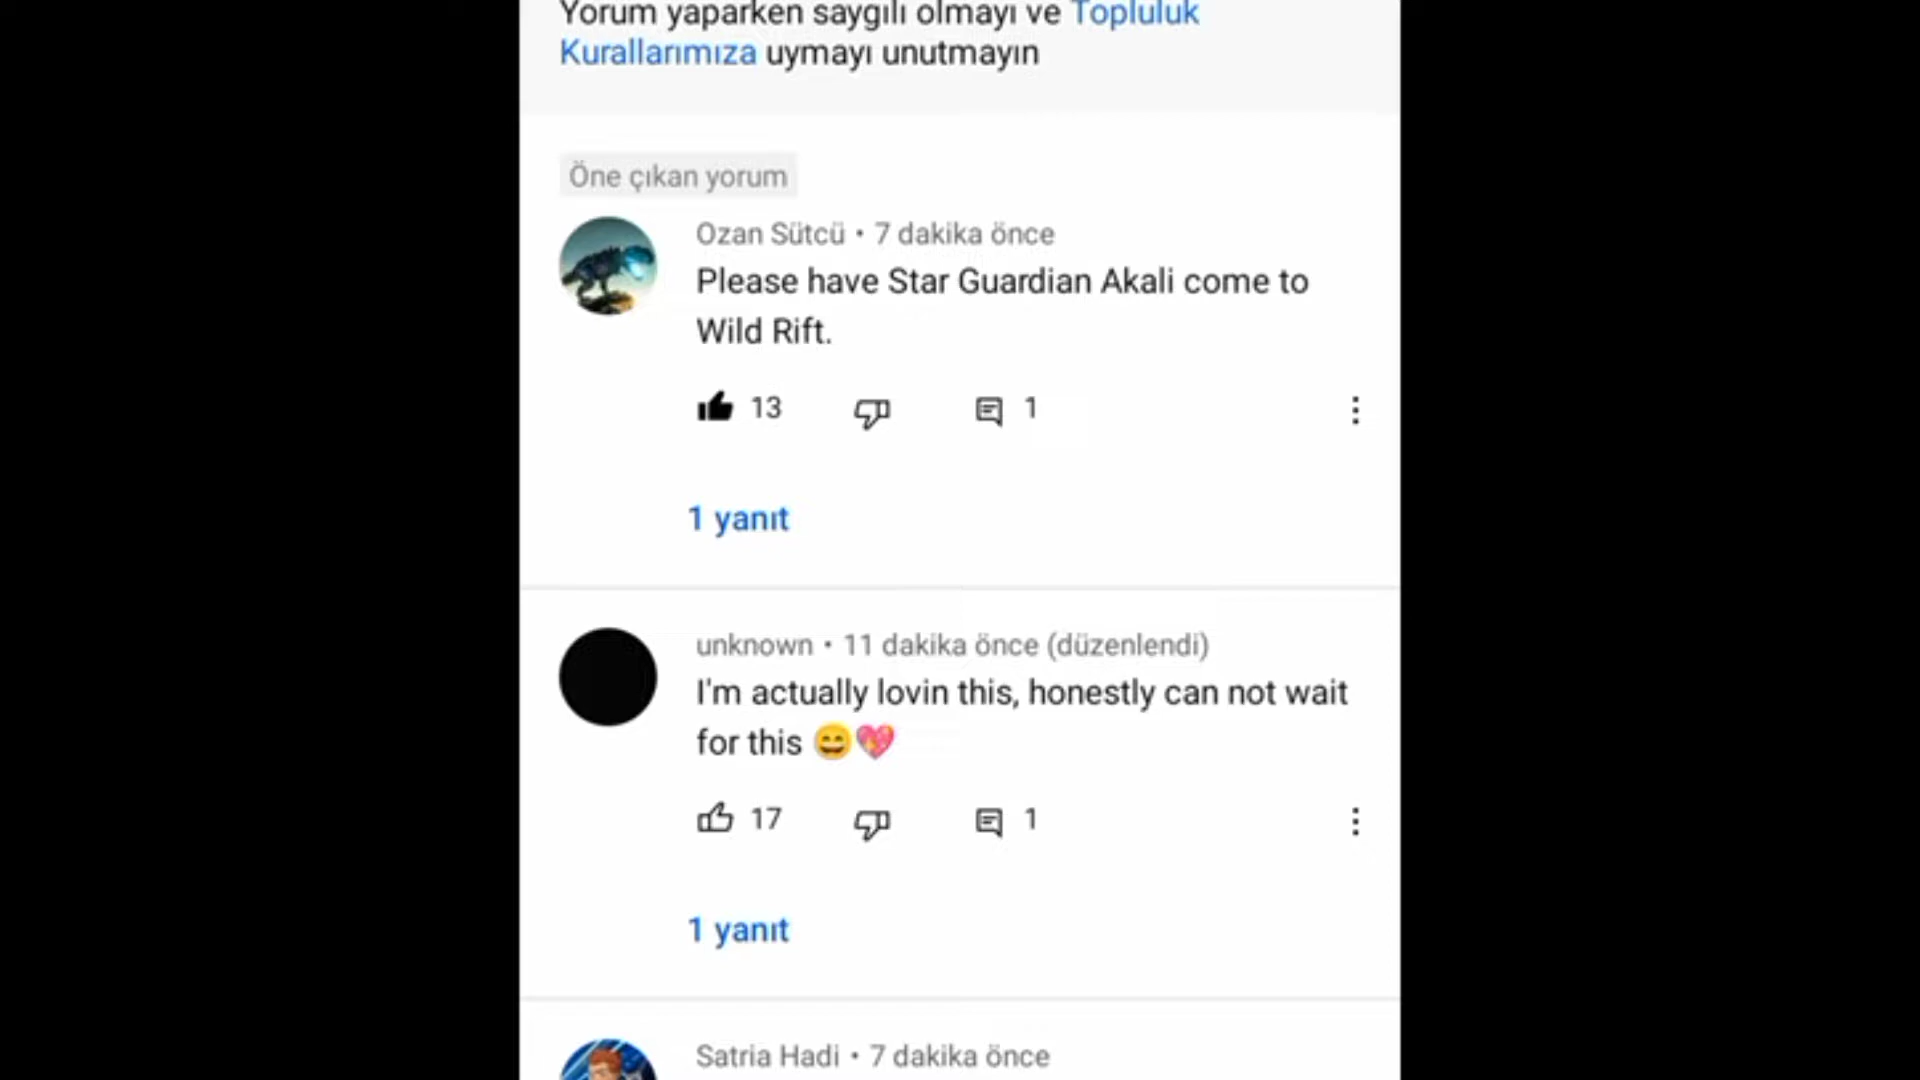 Yorum yaparken saygılı olmayı ve Topluluk
Kurallarımıza uymayı unutmayın
Öne çıkan yorum
Ozan Sütcü • 7 dakika önce
Please have Star Guardian Akali come to
Wild Rift.
13 1
1 yanıt
unknown • 11 dakika önce (düzenlendi)
I'm actually lovin this, honestly can not wait
for this 😄💖
17 1
1 yanıt
Satria Hadi • 7 dakika önce